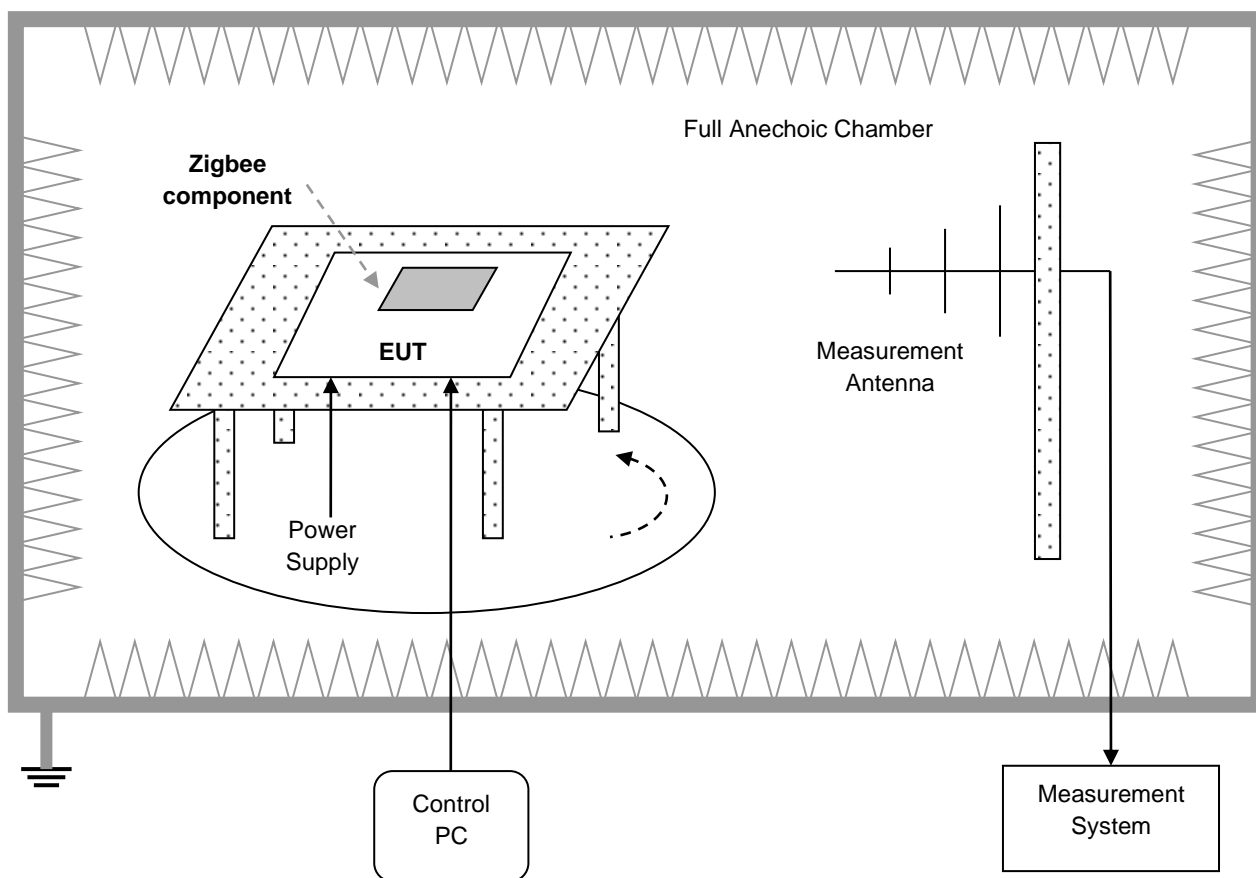 Full Anechoic Chamber
Zigbee
component
EUT
Measurement
Antenna
Power
Supply
Control
PC
Measurement
System